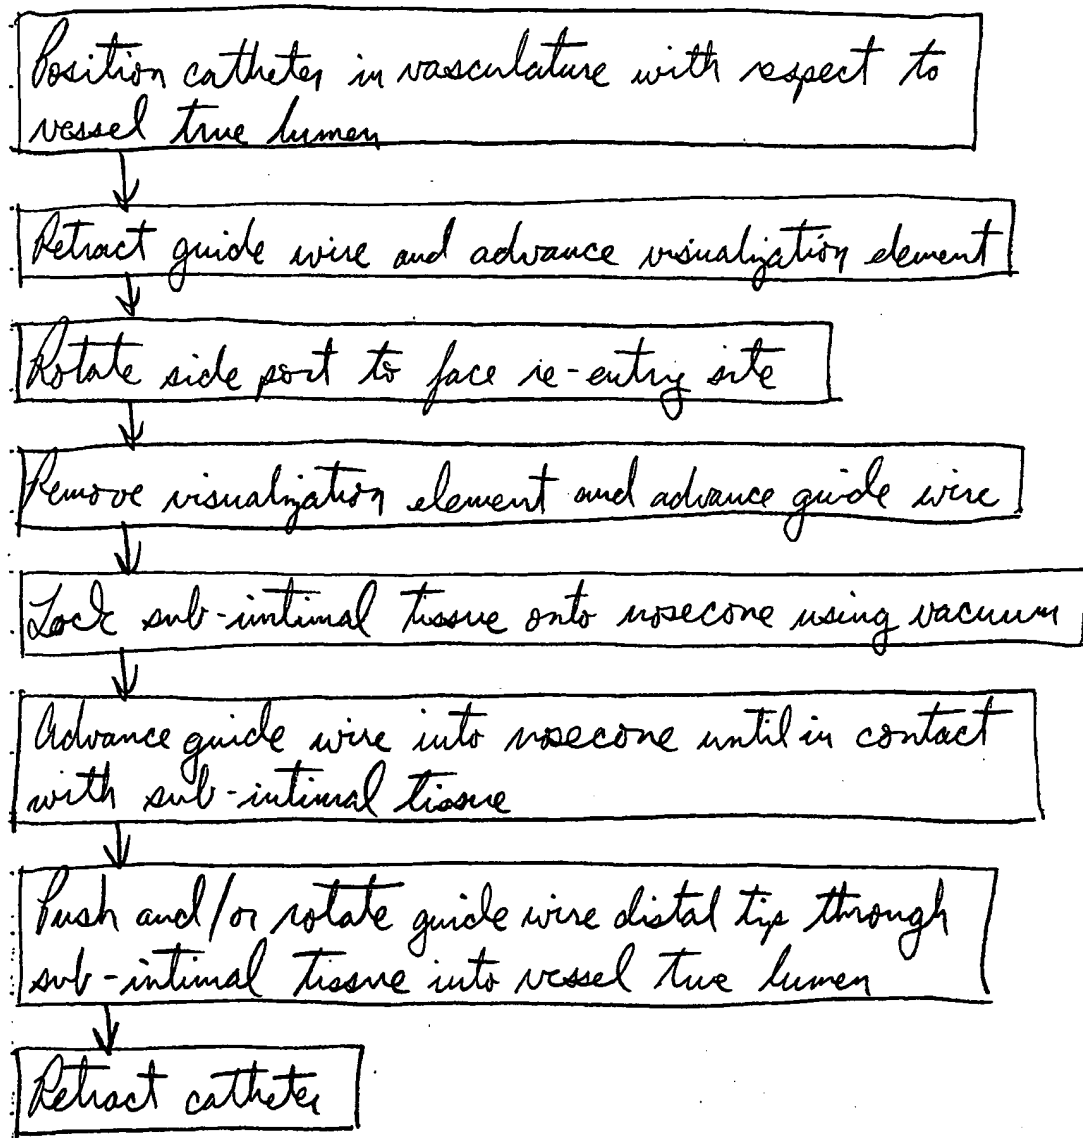 Position catheter in vasculature with respect to
vessel true lumen
Retract guide wire and advance visualization element
Rotate side port to face re-entry site
Remove visualization element and advance guide wire
Lock sub-intimal tissue onto nosecone using vacuum
Advance guide wire into nosecone until in contact
with sub-intimal tissue
Push and/or rotate guide wire distal tip through
sub-intimal tissue into vessel true lumen
Retract catheter